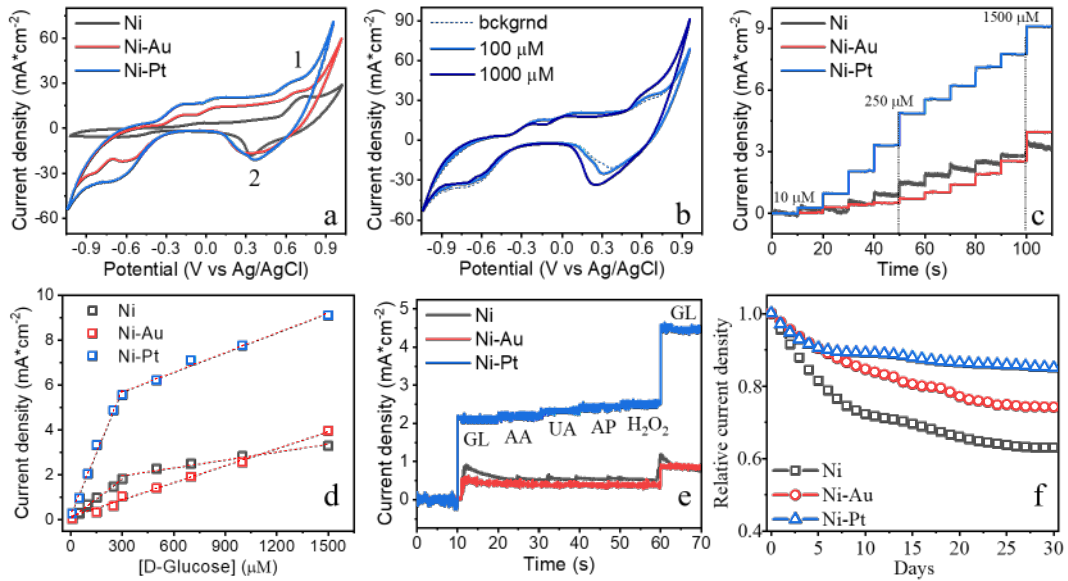 Ni
Ni-Au
Ni-Pt
1
2
a
Current density (mA*cm⁻²)
60
30
0
-30
-60
-0.9 -0.6 -0.3 0.0 0.3 0.6 0.9
Potential (V vs Ag/AgCl)
bckgrnd
100 μM
1000 μM
b
Current density (mA*cm⁻²)
90
60
30
0
-30
-60
-0.9 -0.6 -0.3 0.0 0.3 0.6 0.9
Potential (V vs Ag/AgCl)
Ni
Ni-Au
Ni-Pt
1500 μM
250 μM
10 μM
c
Current density (mA*cm⁻²)
9
6
3
0
0 20 40 60 80 100
Time (s)
Ni
Ni-Au
Ni-Pt
d
Current density (mA*cm⁻²)
10
8
6
4
2
0
0 300 600 900 1200 1500
[D-Glucose] (μM)
Ni
Ni-Au
Ni-Pt
GL
GL AA UA AP H₂O₂
e
Current density (mA*cm⁻²)
5
4
3
2
1
0
0 10 20 30 40 50 60 70
Time (s)
Ni
Ni-Au
Ni-Pt
f
Relative current density
1.0
0.8
0.6
0.4
0 5 10 15 20 25 30
Days